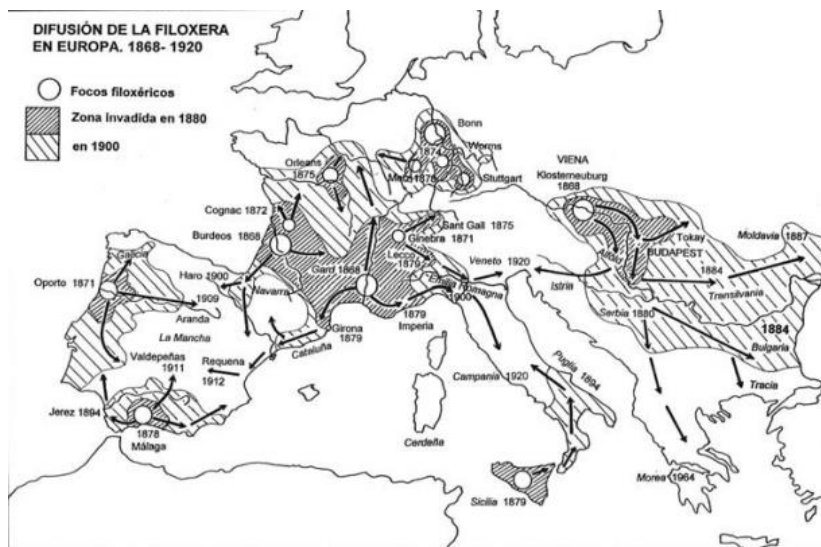 DIFUSIÓN DE LA FILOXERA
EN EUROPA. 1868- 1920
Focos filoxéricos
Zona invadida en 1880
en 1900
Bonn
1874
Worms
Metz 1878
Stuttgart
Orleans
1875
VIENA
Klosterneuburg
1868
Cognac 1872
Burdeos 1868
Sant Gall 1875
Ginebra 1871
Lecco
1879
Veneto 1920
Tokay
BUDAPEST
Moldavia 1887
1884
Transilvania
Istria
Galicia
Haro 1900
Navarra
Gard 1868
Emilia Romagna
1900
Oporto 1871
1909
Aranda
1879
Imperia
Serbia 1880
1884
Bulgaria
Girona
1879
Cataluña
La Mancha
Valdepeñas
1911
Requena
1912
Campania 1920
Puglia 1894
Tracia
Jerez 1894
1878
Málaga
Cerdeña
Sicilia
1879
Morea 1964